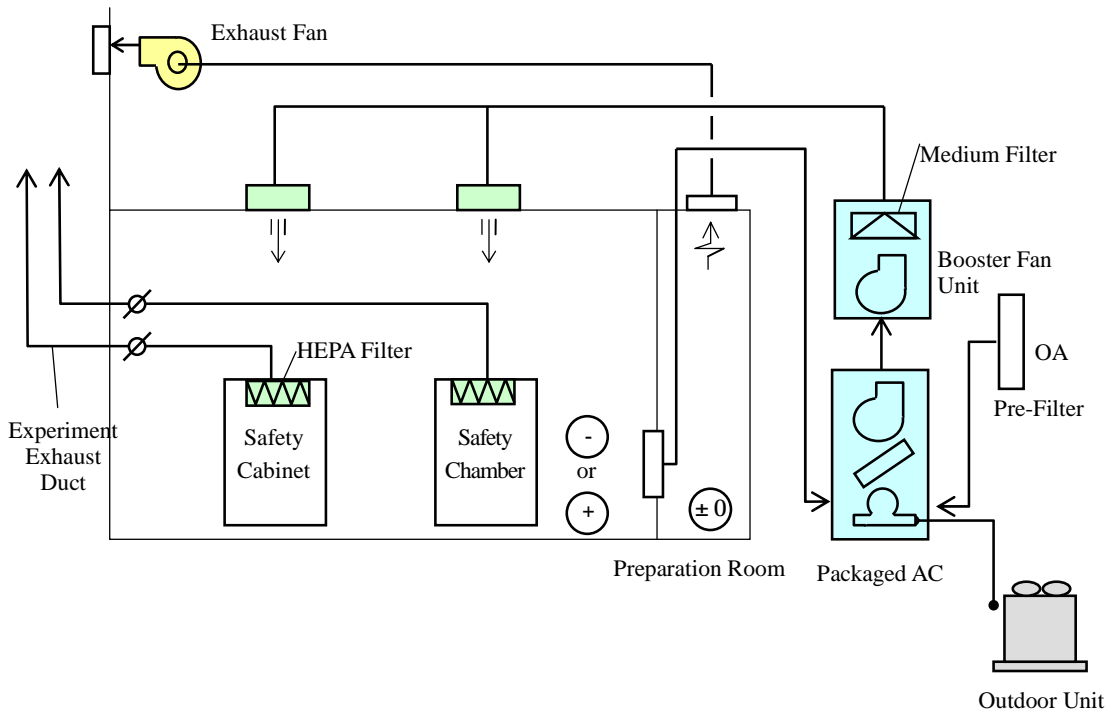 Exhaust Fan
Medium Filter
Booster Fan
Unit
OA
Pre-Filter
HEPA Filter
Experiment
Exhaust
Duct
Safety
Cabinet
Safety
Chamber
-
or
+
± 0
Preparation Room
Packaged AC
Outdoor Unit